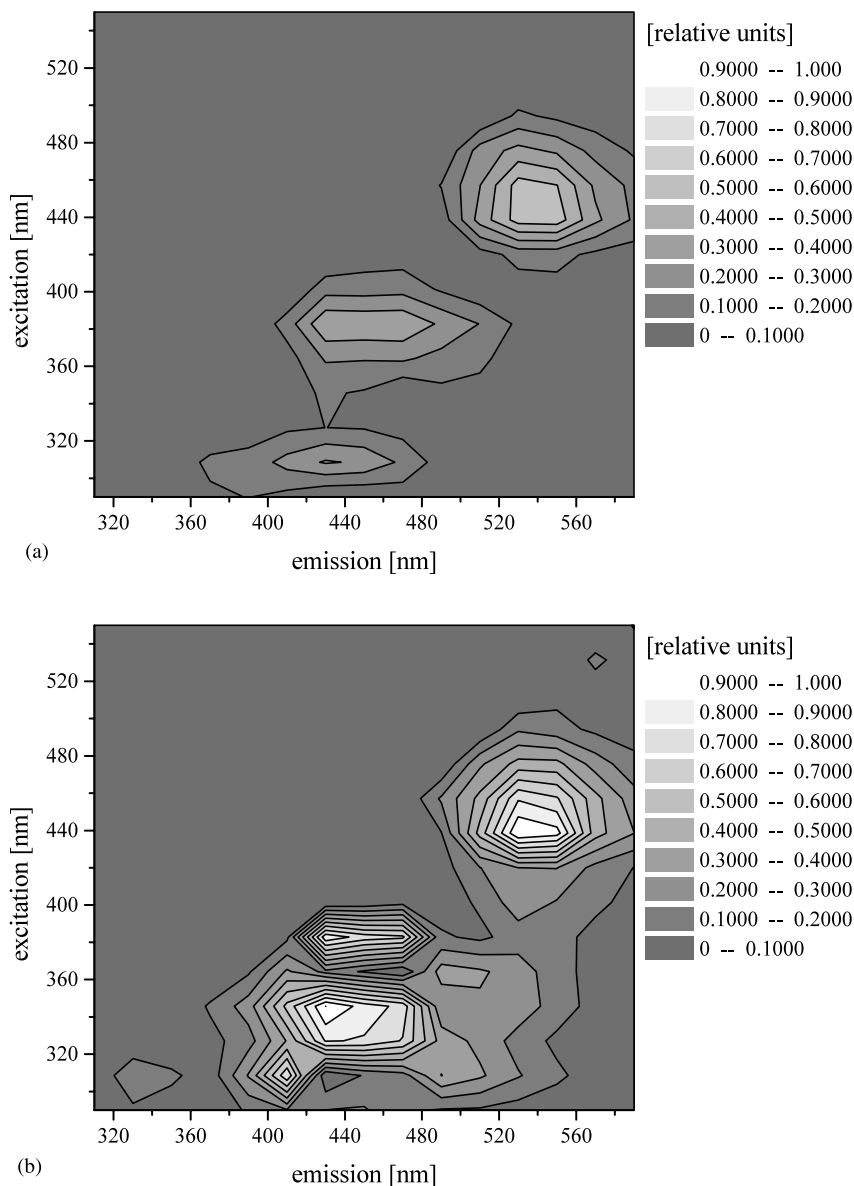 [relative units]
0.9000 -- 1.000
0.8000 -- 0.9000
0.7000 -- 0.8000
0.6000 -- 0.7000
0.5000 -- 0.6000
0.4000 -- 0.5000
0.3000 -- 0.4000
0.2000 -- 0.3000
0.1000 -- 0.2000
0 -- 0.1000
520
480
440
400
360
320
excitation [nm]
320 360 400 440 480 520 560
emission [nm]
(a)
[relative units]
0.9000 -- 1.000
0.8000 -- 0.9000
0.7000 -- 0.8000
0.6000 -- 0.7000
0.5000 -- 0.6000
0.4000 -- 0.5000
0.3000 -- 0.4000
0.2000 -- 0.3000
0.1000 -- 0.2000
0 -- 0.1000
520
480
440
400
360
320
excitation [nm]
320 360 400 440 480 520 560
emission [nm]
(b)